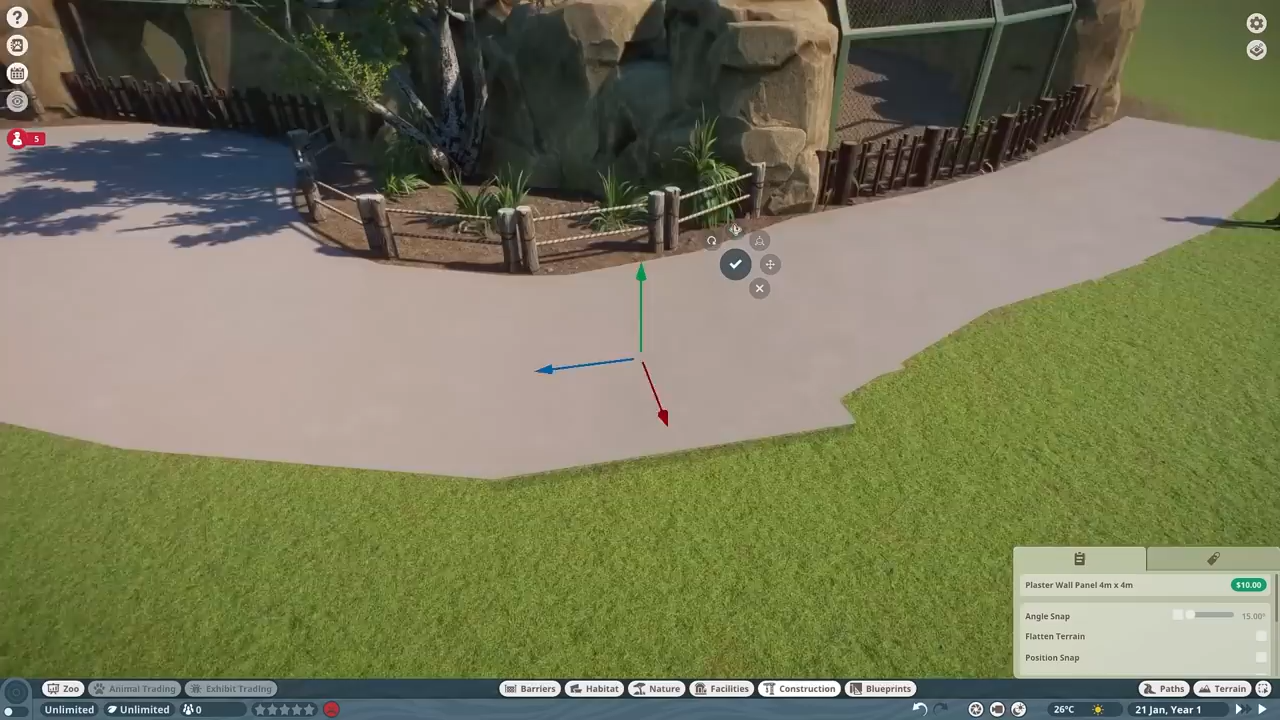 5
Plaster Wall Panel 4m x 4m $10.00
Angle Snap 15.00°
Flatten Terrain
Position Snap
Zoo Animal Trading Exhibit Trading Barriers Habitat Nature Facilities Construction Blueprints Paths Terrain
Unlimited Unlimited 0 26°C 21 Jan, Year 1